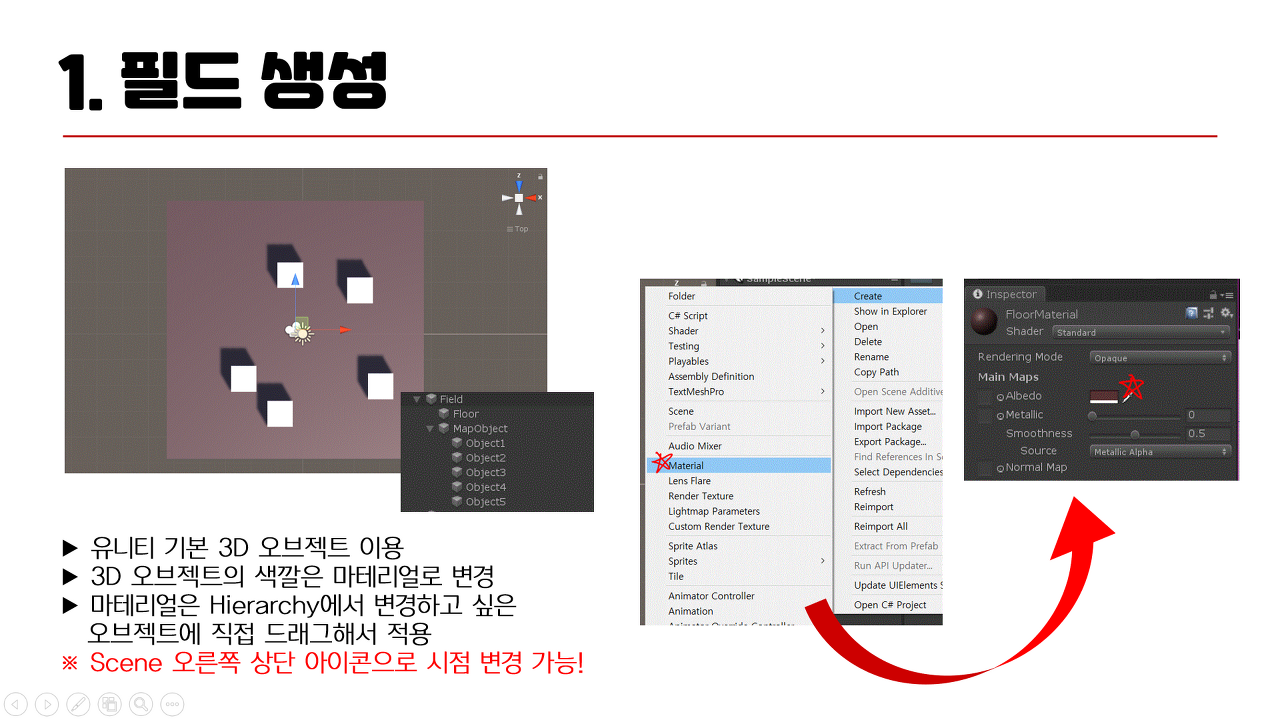 1. 필드 생성
z
x
Top
Field
Floor
MapObject
Object1
Object2
Object3
Object4
Object5
▶ 유니티 기본 3D 오브젝트 이용
▶ 3D 오브젝트의 색깔은 마테리얼로 변경
▶ 마테리얼은 Hierarchy에서 변경하고 싶은
오브젝트에 직접 드래그해서 적용
※ Scene 오른쪽 상단 아이콘으로 시점 변경 가능!
z
SampleScene
Folder
C# Script
Shader
Testing
Playables
Assembly Definition
TextMeshPro
Scene
Prefab Variant
Audio Mixer
Material
Lens Flare
Render Texture
Lightmap Parameters
Custom Render Texture
Sprite Atlas
Sprites
Tile
Animator Controller
Animation
Animator Override Controller
Create
Show in Explorer
Open
Delete
Rename
Copy Path
Open Scene Additive
Import New Asset...
Import Package
Export Package...
Find References In S
Select Dependencies
Refresh
Reimport
Reimport All
Extract From Prefab
Run API Updater...
Update UIElements S
Open C# Project
Inspector
FloorMaterial
Shader Standard
Rendering Mode Opaque
Main Maps
Albedo
Metallic 0
Smoothness 0.5
Source Metallic Alpha
Normal Map